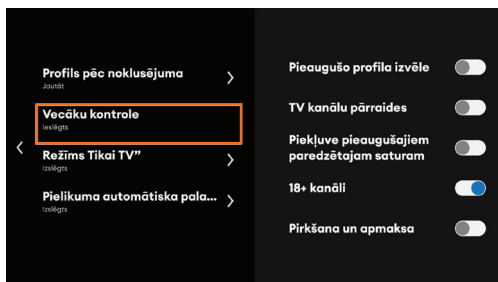 Profils pēc noklusējuma
Jautāt
Vecāku kontrole
Ieslēgts
Režīms Tikai TV”
Izslēgts
Pielikuma automātiska pala...
Izslēgts
Pieaugušo profila izvēle
TV kanālu pārraides
Piekļuve pieaugušajiem
paredzētajam saturam
18+ kanāli
Pirkšana un apmaksa